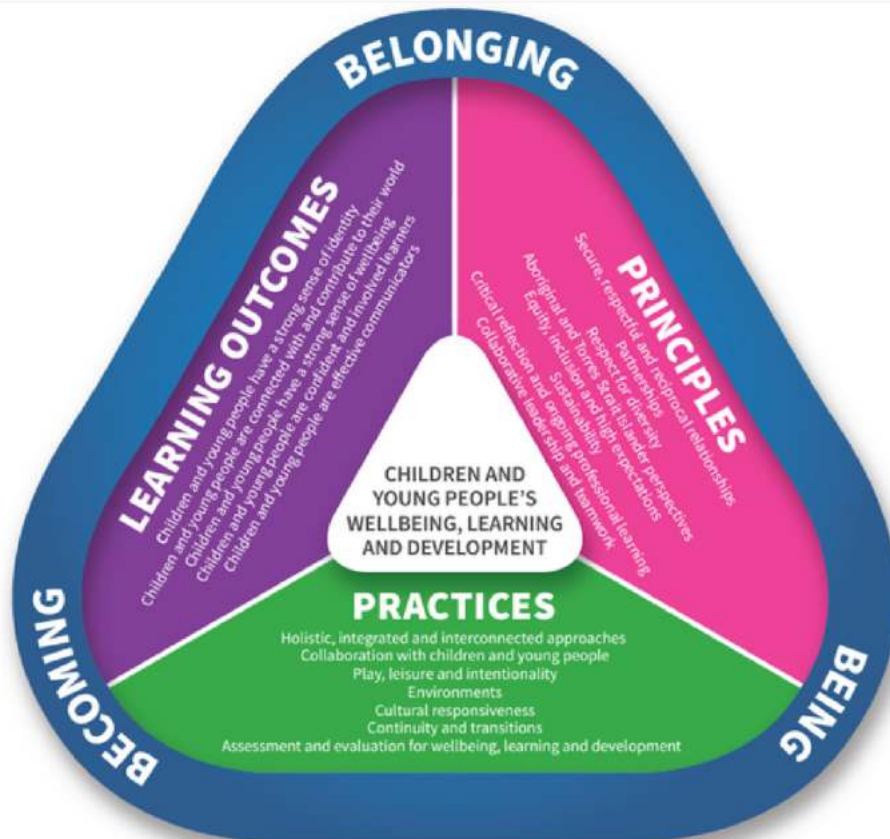 BELONGING
LEARNING OUTCOMES
Children and young people have a strong sense of identity
Children and young people are connected with and contribute to their world
Children and young people have a strong sense of wellbeing
Children and young people are confident and involved learners
Children and young people are effective communicators
PRINCIPLES
Secure, respectful and reciprocal relationships
Partnerships
Respect for diversity
Aboriginal and Torres Strait Islander perspectives
Equity, inclusion and high expectations
Sustainability
Critical reflection and ongoing professional learning
Collaborative leadership and teamwork
CHILDREN AND
YOUNG PEOPLE'S
WELLBEING, LEARNING
AND DEVELOPMENT
PRACTICES
Holistic, integrated and interconnected approaches
Collaboration with children and young people
Play, leisure and intentionality
Environments
Cultural responsiveness
Continuity and transitions
Assessment and evaluation for wellbeing, learning and development
BECOMING
BEING